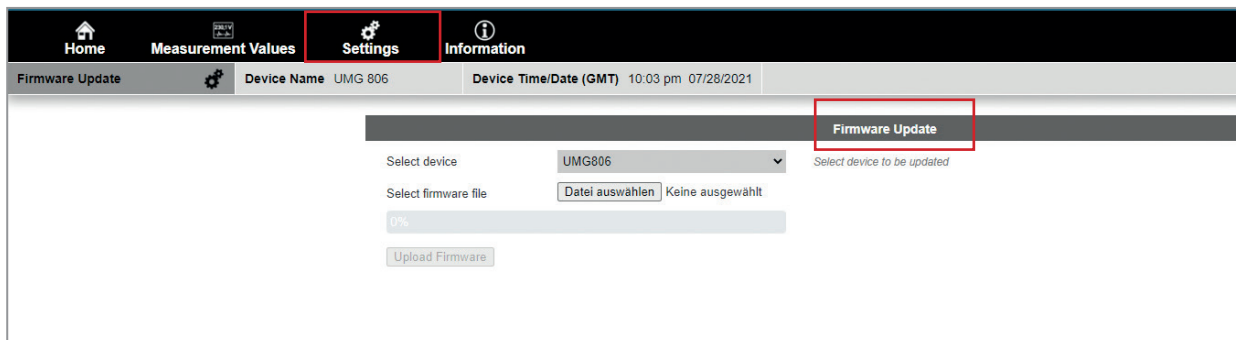 Home Measurement Values Settings Information
Firmware Update Device Name UMG 806 Device Time/Date (GMT) 10:03 pm 07/28/2021
Firmware Update
Select device UMG806 Select device to be updated
Select firmware file Datei auswählen Keine ausgewählt
0%
Upload Firmware